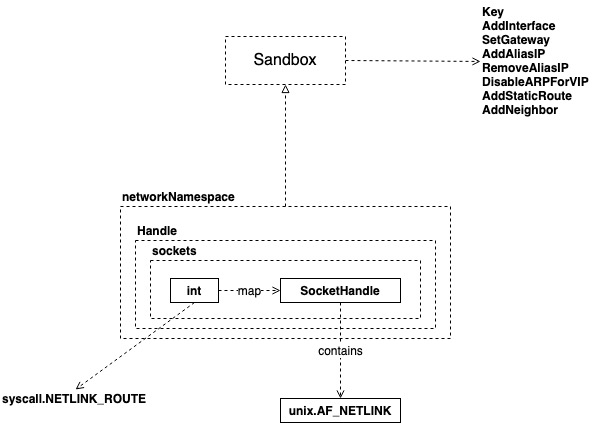 Key
AddInterface
SetGateway
Sandbox
AddAliasIP
RemoveAliasIP
DisableARPForVIP
AddStaticRoute
AddNeighbor
networkNamespace
Handle
sockets
int
map
SocketHandle
contains
syscall.NETLINK_ROUTE
unix.AF_NETLINK